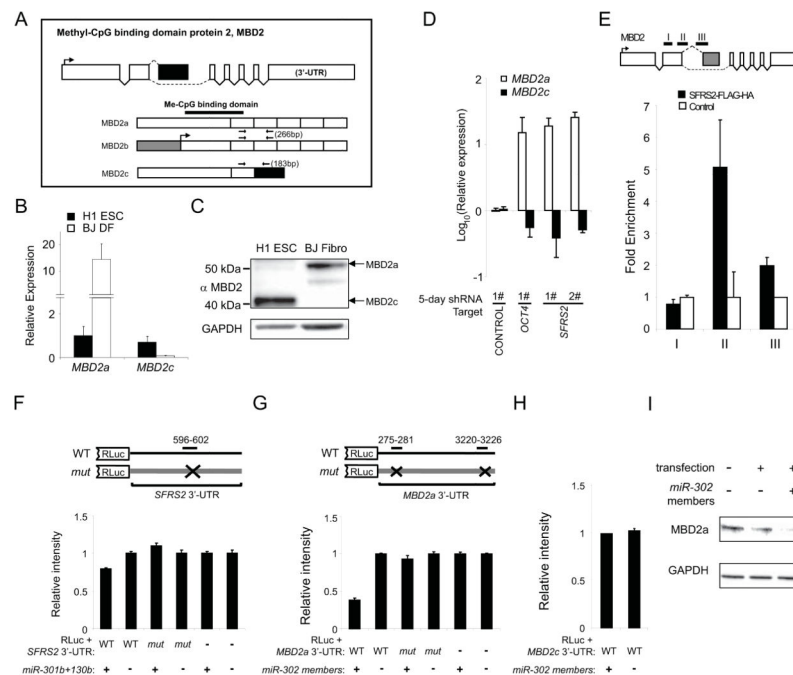 A
Methyl-CpG binding domain protein 2, MBD2
(3'-UTR)
Me-CpG binding domain
MBD2a
(266bp)
MBD2b
(183bp)
MBD2c
B
H1 ESC
BJ DF
Relative Expression
20
10
2
0
MBD2a MBD2c
C
H1 ESC BJ Fibro
50 kDa
MBD2a
α MBD2
40 kDa
MBD2c
GAPDH
D
MBD2a
MBD2c
Log10(Relative expression)
2
1
0
-1
5-day shRNA
Target
1# 1# 1# 2#
CONTROL
OCT4
SFRS2
E
MBD2
I II III
SFRS2-FLAG-HA
Control
Fold Enrichment
8
7
6
5
4
3
2
1
0
I II III
F
596-602
WT RLuc
mut RLuc
SFRS2 3'-UTR
Relative intensity
1.5
1
0.5
RLuc +
SFRS2 3'-UTR: WT WT mut mut - -
miR-301b+130b: + - + - + -
G
275-281 3220-3226
WT RLuc
mut RLuc
MBD2a 3'-UTR
Relative intensity
1.5
1
0.5
RLuc +
MBD2a 3'-UTR: WT WT mut mut - -
miR-302 members: + - + - + -
H
Relative intensity
1.5
1
0.5
RLuc +
MBD2c 3'-UTR: WT WT
miR-302 members: + -
I
transfection - + +
miR-302
members - - +
MBD2a
GAPDH